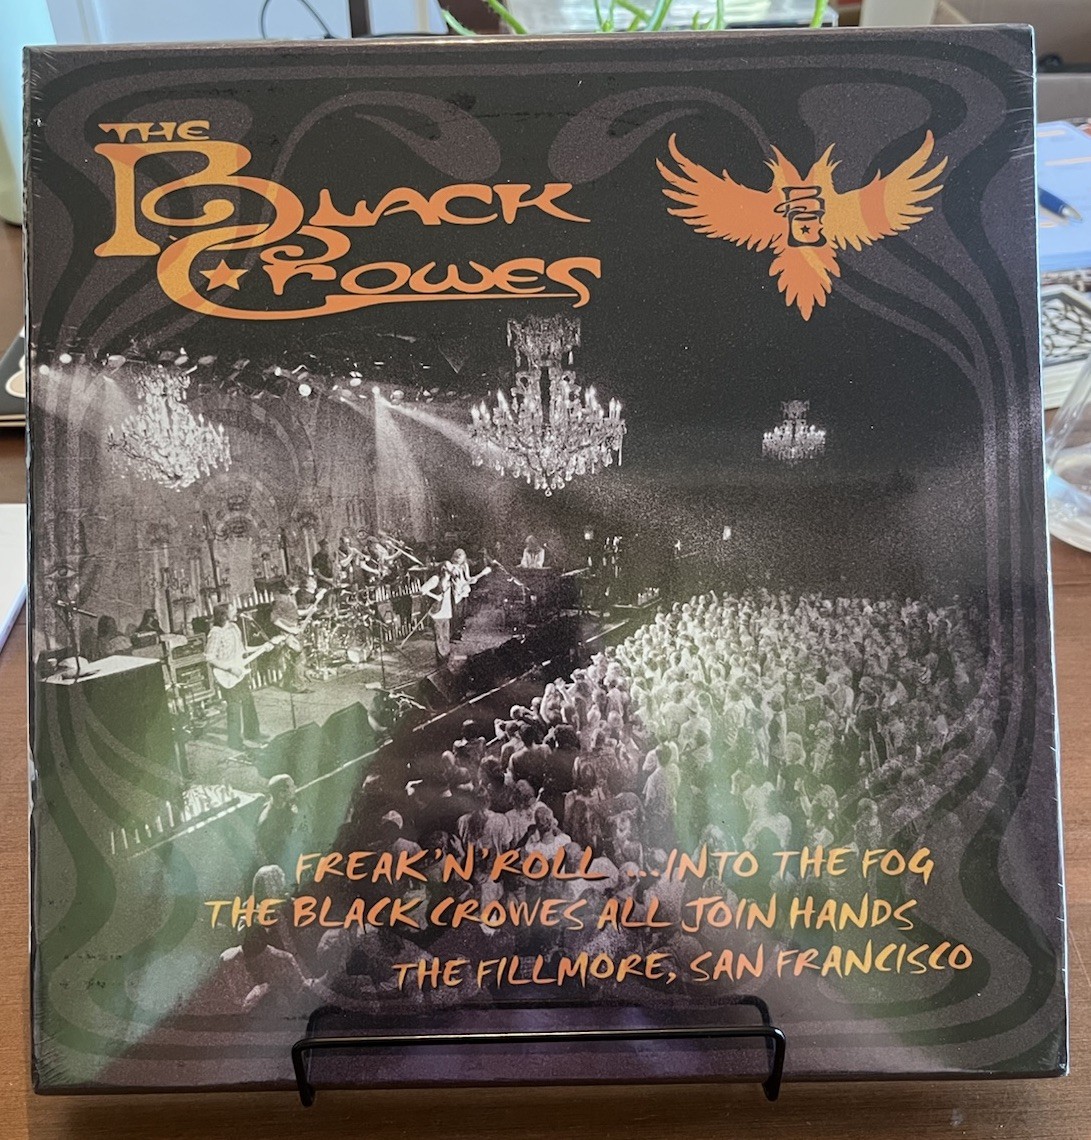 THE
BLACK
CROWES
FREAK 'N' ROLL ...INTO THE FOG
THE BLACK CROWES ALL JOIN HANDS
THE FILLMORE, SAN FRANCISCO